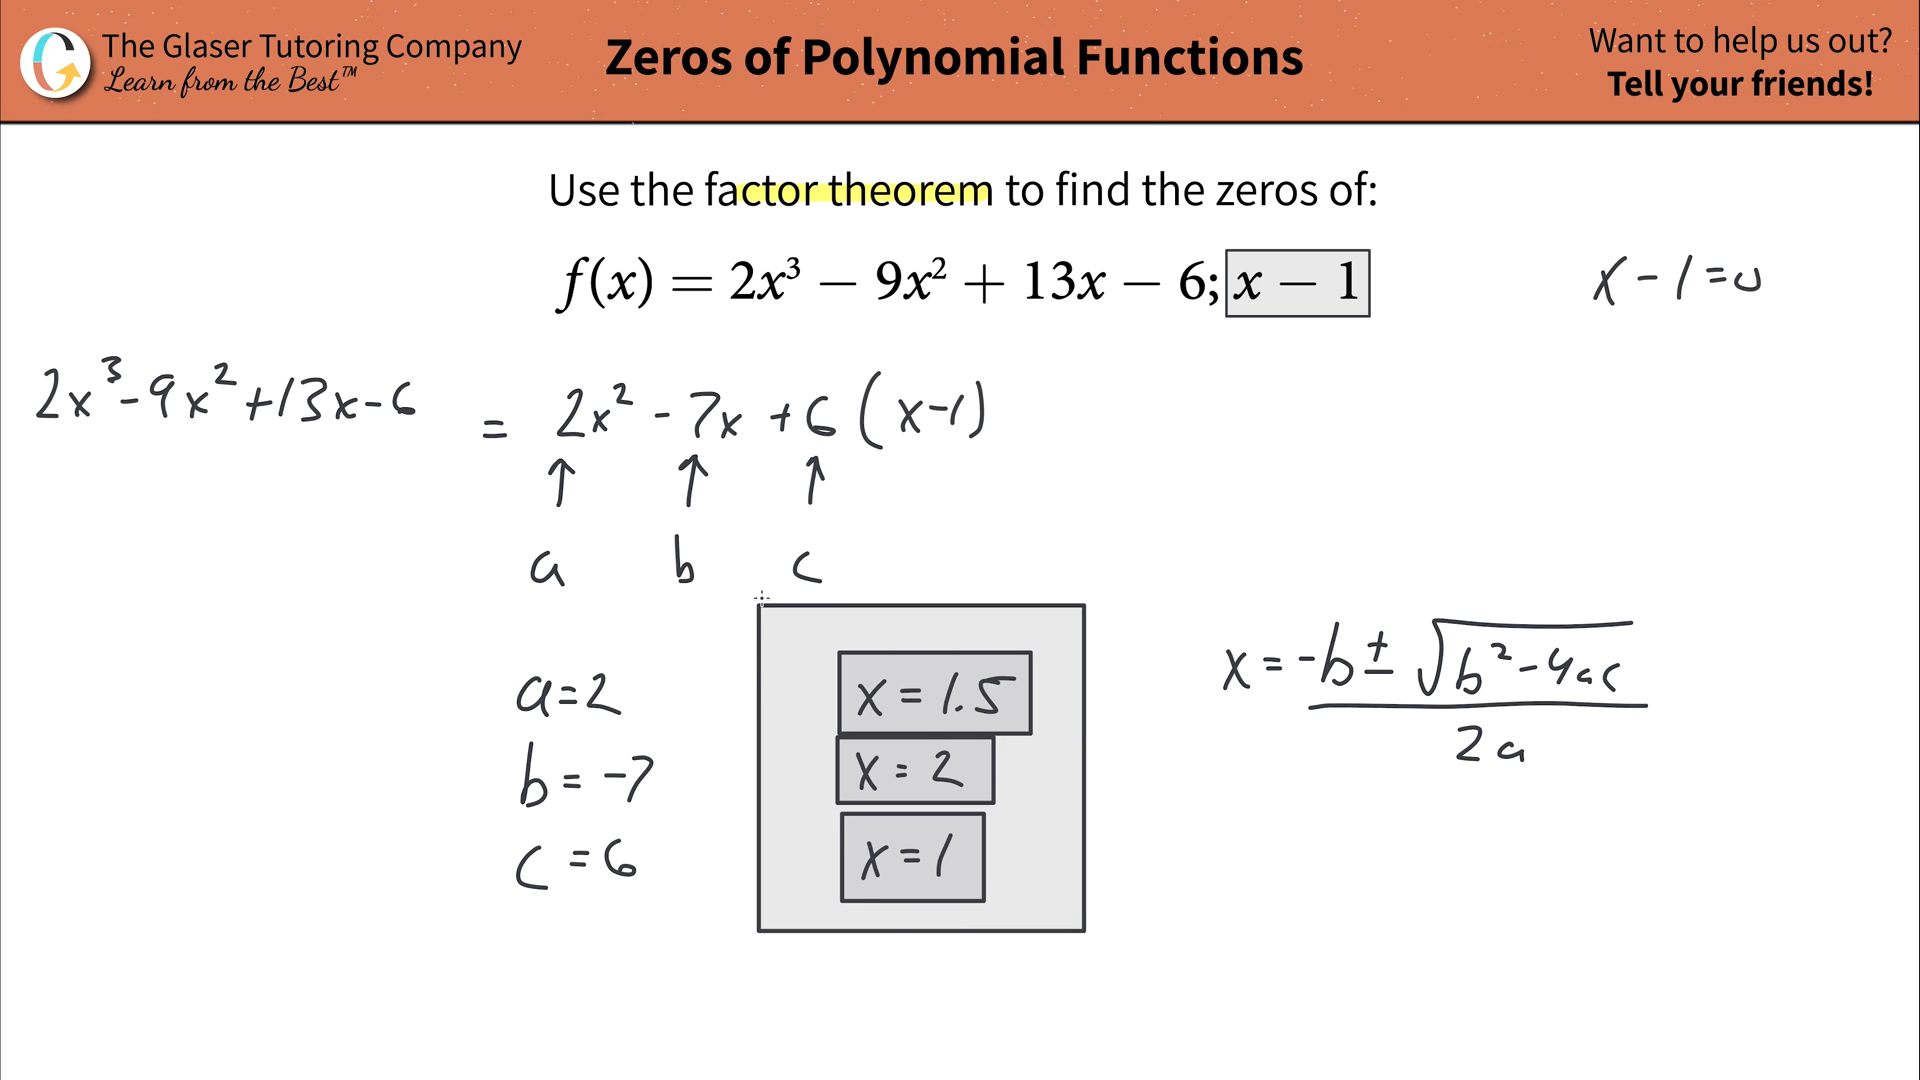 The Glaser Tutoring Company
Learn from the Best™
Zeros of Polynomial Functions
Want to help us out?
Tell your friends!
Use the factor theorem to find the zeros of:
f(x) = 2x³ − 9x² + 13x − 6; x − 1
x - 1 = 0
2x³ - 9x² + 13x - 6 = 2x² - 7x + 6 (x - 1)
a b c
a = 2
b = -7
c = 6
x = 1.5
x = 2
x = 1
x = -b ± √b² - 4ac
2a